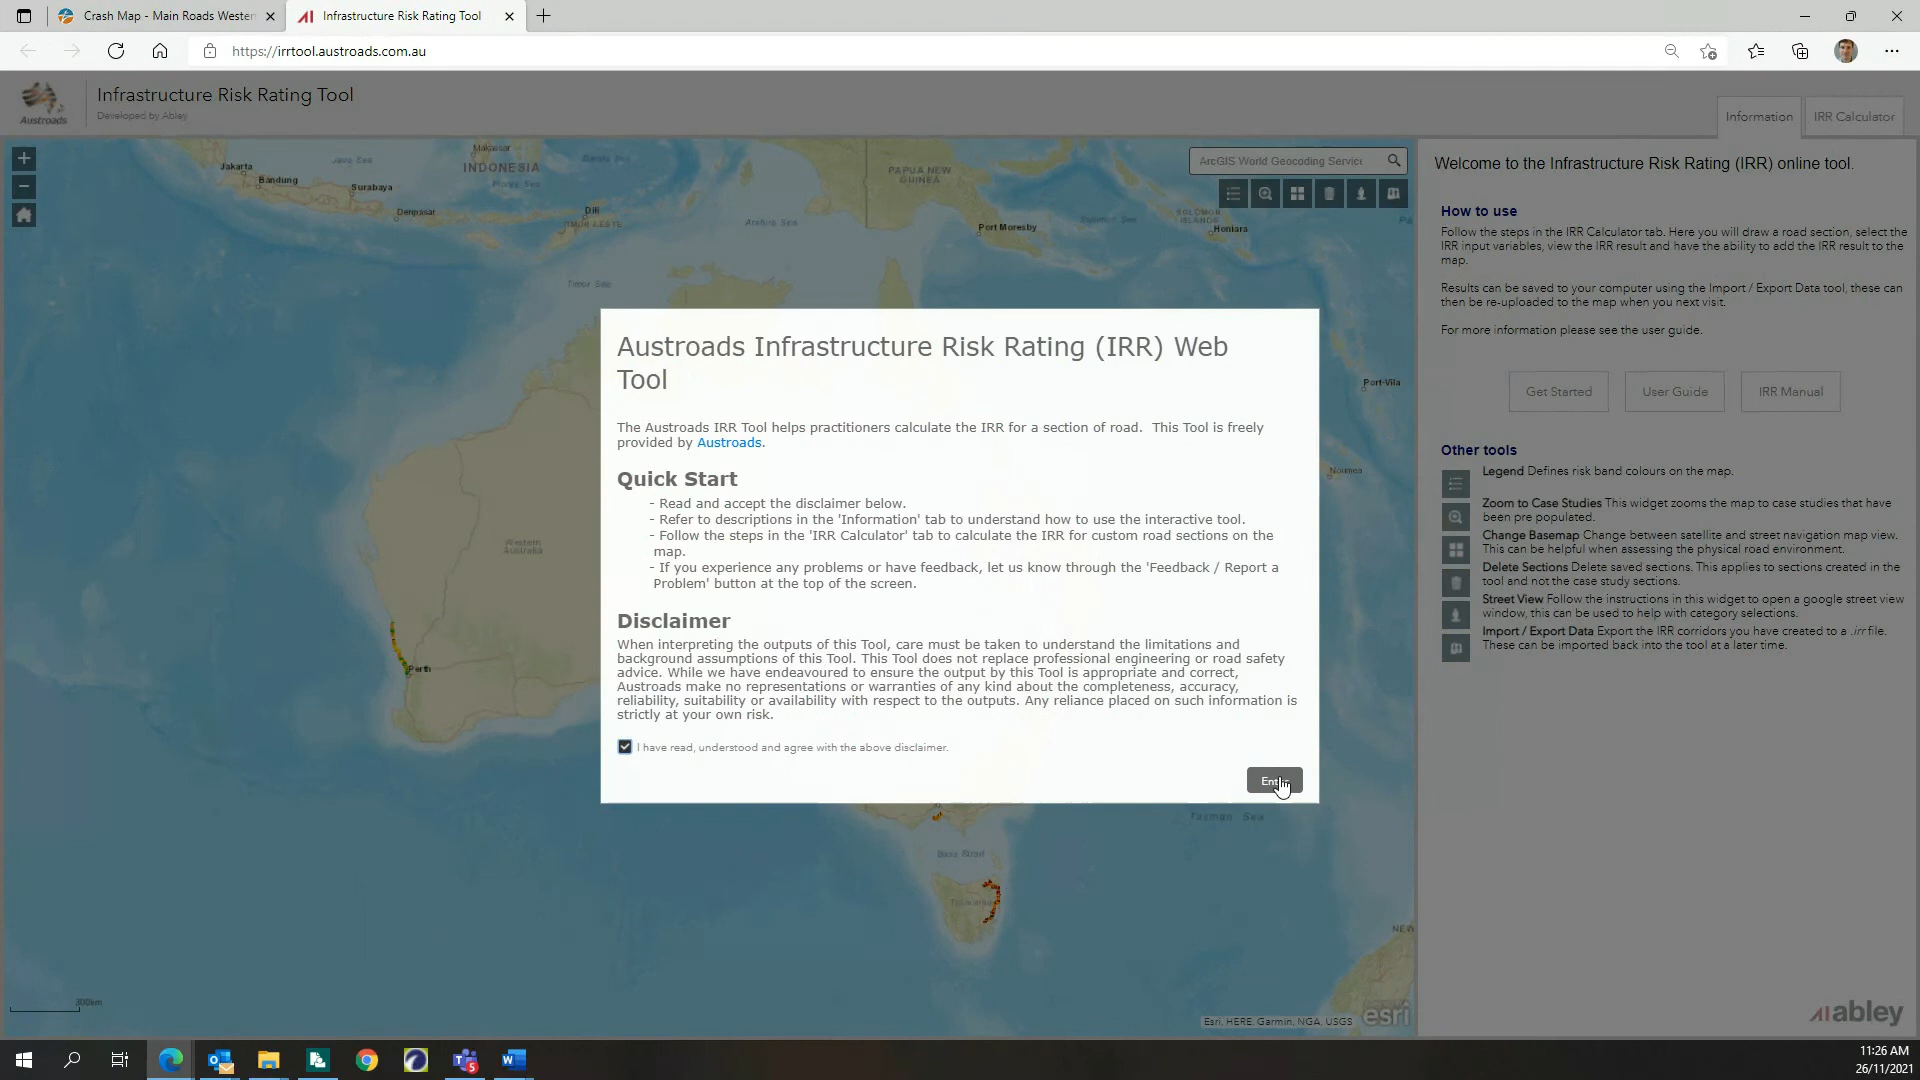 Crash Map - Main Roads Wester
Infrastructure Risk Rating Tool
https://irrtool.austroads.com.au
Austroads
Infrastructure Risk Rating Tool
Developed by Abley
Information
IRR Calculator
+
−
Jakarta
Java Sea
Makassar
INDONESIA
Banda Sea
Bandung
Surabaya
Flores Sea
Denpasar
Dili
TIMOR-LESTE
Arafura Sea
PAPUA NEW
GUINEA
Port Moresby
Solomon Sea
SOLOMON
ISLANDS
Honiara
Timor Sea
ArcGIS World Geocoding Service
Port-Vila
Noumea
Western
Australia
Perth
Tasman Sea
Bass Strait
Tasmania
300km
Esri, HERE, Garmin, NGA, USGS
esri
Austroads Infrastructure Risk Rating (IRR) Web
Tool
The Austroads IRR Tool helps practitioners calculate the IRR for a section of road. This Tool is freely
provided by Austroads.
Quick Start
- Read and accept the disclaimer below.
- Refer to descriptions in the 'Information' tab to understand how to use the interactive tool.
- Follow the steps in the 'IRR Calculator' tab to calculate the IRR for custom road sections on the
map.
- If you experience any problems or have feedback, let us know through the 'Feedback / Report a
Problem' button at the top of the screen.
Disclaimer
When interpreting the outputs of this Tool, care must be taken to understand the limitations and
background assumptions of this Tool. This Tool does not replace professional engineering or road safety
advice. While we have endeavoured to ensure the output by this Tool is appropriate and correct,
Austroads make no representations or warranties of any kind about the completeness, accuracy,
reliability, suitability or availability with respect to the outputs. Any reliance placed on such information is
strictly at your own risk.
I have read, understood and agree with the above disclaimer.
Welcome to the Infrastructure Risk Rating (IRR) online tool.
How to use
Follow the steps in the IRR Calculator tab. Here you will draw a road section, select the
IRR input variables, view the IRR result and have the ability to add the IRR result to the
map.
Results can be saved to your computer using the Import / Export Data tool, these can
then be re-uploaded to the map when you next visit.
For more information please see the user guide.
Get Started
User Guide
IRR Manual
Other tools
Legend Defines risk band colours on the map.
Zoom to Case Studies This widget zooms the map to case studies that have
been pre populated.
Change Basemap Change between satellite and street navigation map view.
This can be helpful when assessing the physical road environment.
Delete Sections Delete saved sections. This applies to sections created in the
tool and not the case study sections.
Street View Follow the instructions in this widget to open a google street view
window, this can be used to help with category selections.
Import / Export Data Export the IRR corridors you have created to a .irr file.
These can be imported back into the tool at a later time.
abley
11:26 AM
26/11/2021